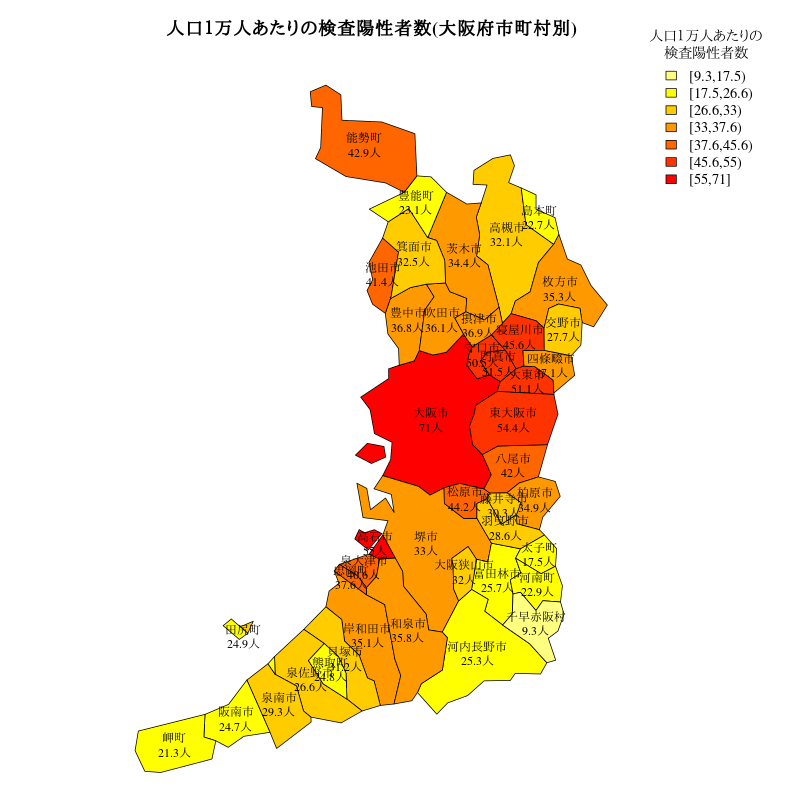 人口1万人あたりの検査陽性者数(大阪府市町村別)
人口1万人あたりの
検査陽性者数
[9.3,17.5)
[17.5,26.6)
[26.6,33)
[33,37.6)
[37.6,45.6)
[45.6,55)
[55,71]
能勢町
42.9人
豊能町
23.1人
島本町
22.7人
高槻市
32.1人
箕面市
32.5人
茨木市
34.4人
池田市
41.4人
枚方市
35.3人
豊中市
36.8人
吹田市
36.1人
摂津市
36.9人
交野市
27.7人
寝屋川市
45.6人
守口市
門真市
51.5人
四條畷市
37.1人
大東市
51.1人
大阪市
71人
東大阪市
54.4人
八尾市
42人
松原市
44.2人
柏原市
34.9人
藤井寺市
30.3人
羽曳野市
28.6人
高石市
堺市
33人
太子町
17.5人
泉大津市
忠岡町
37.6人
大阪狭山市
32人
富田林市
25.7人
河南町
22.9人
千早赤阪村
9.3人
田尻町
24.9人
岸和田市
35.1人
和泉市
35.8人
河内長野市
25.3人
貝塚市
熊取町
24.8人
泉佐野市
26.6人
泉南市
29.3人
阪南市
24.7人
岬町
21.3人